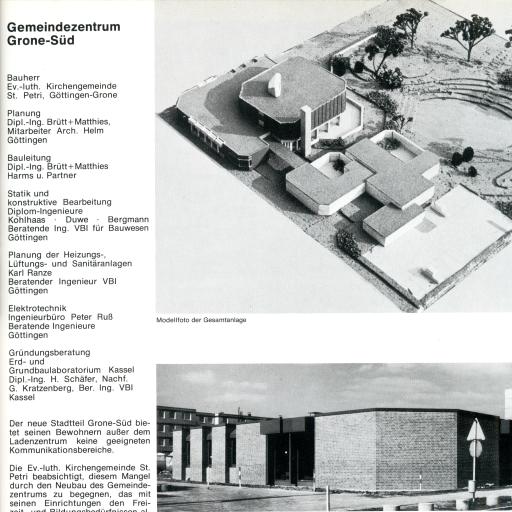 Gemeindezentrum
Grone-Süd
Bauherr
Ev.-luth. Kirchengemeinde
St. Petri, Göttingen-Grone
Planung
Dipl.-Ing. Brütt+Matthies,
Mitarbeiter Arch. Helm
Göttingen
Bauleitung
Dipl.-Ing. Brütt+Matthies
Harms u. Partner
Statik und
konstruktive Bearbeitung
Diplom-Ingenieure
Kohlhaas · Duwe · Bergmann
Beratende Ing. VBI für Bauwesen
Göttingen
Planung der Heizungs-,
Lüftungs- und Sanitäranlagen
Karl Ranze
Beratender Ingenieur VBI
Göttingen
Elektrotechnik
Ingenieurbüro Peter Ruß
Beratende Ingenieure
Göttingen
Gründungsberatung
Erd- und
Grundbaulaboratorium Kassel
Dipl.-Ing. H. Schäfer, Nachf.
G. Kratzenberg, Ber. Ing. VBI
Kassel
Der neue Stadtteil Grone-Süd bie-
tet seinen Bewohnern außer dem
Ladenzentrum keine geeigneten
Kommunikationsbereiche.
Die Ev.-luth. Kirchengemeinde St.
Petri beabsichtigt, diesem Mangel
durch den Neubau des Gemeinde-
zentrums zu begegnen, das mit
seinen Einrichtungen den Frei-
zeit- und Bildungsbedürfnissen al-
Modellfoto der Gesamtanlage